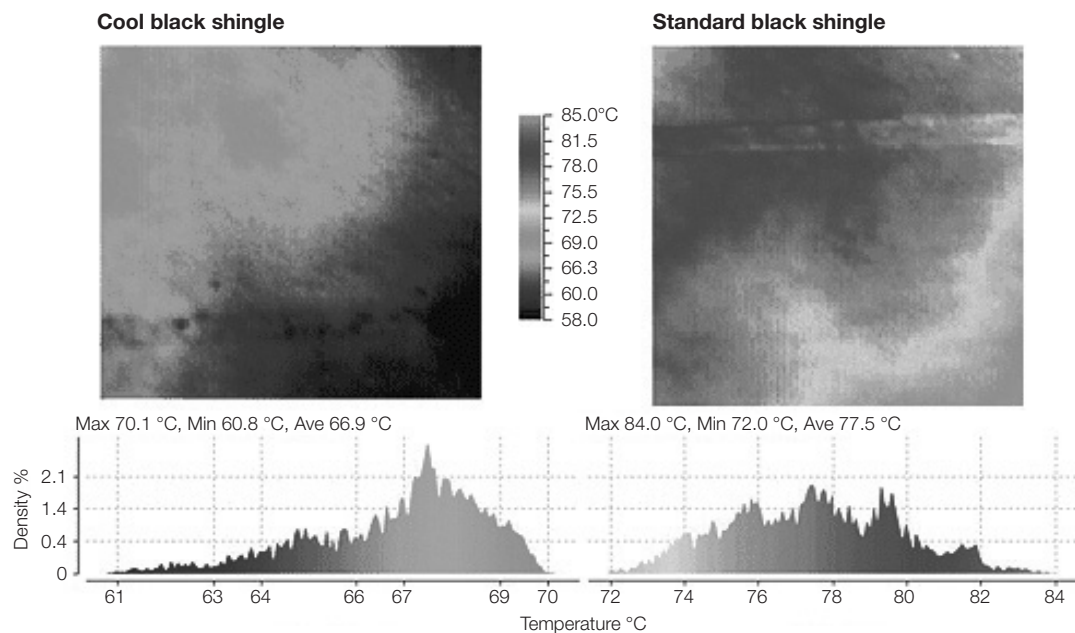 Cool black shingle
Standard black shingle
85.0°C
81.5
78.0
75.5
72.5
69.0
66.3
60.0
58.0
Max 70.1 °C, Min 60.8 °C, Ave 66.9 °C
Max 84.0 °C, Min 72.0 °C, Ave 77.5 °C
Density %
2.1
1.4
0.4
0
61 63 64 66 67 69 70
72 74 76 78 80 82 84
Temperature °C